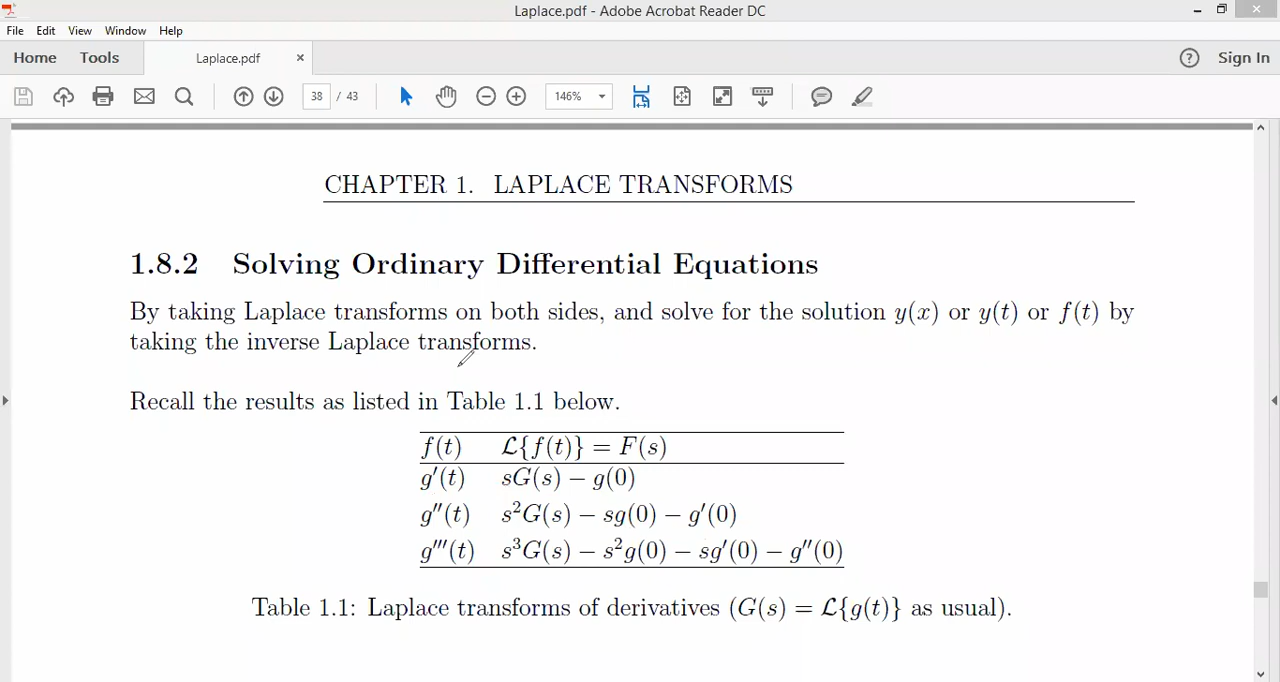 Laplace.pdf - Adobe Acrobat Reader DC
File Edit View Window Help
Home Tools Laplace.pdf × ? Sign In
38 / 43 146%
CHAPTER 1. LAPLACE TRANSFORMS
1.8.2 Solving Ordinary Differential Equations
By taking Laplace transforms on both sides, and solve for the solution y(x) or y(t) or f(t) by
taking the inverse Laplace transforms.
Recall the results as listed in Table 1.1 below.
f(t) ℒ{f(t)} = F(s)
g′(t) sG(s) − g(0)
g″(t) s²G(s) − sg(0) − g′(0)
g‴(t) s³G(s) − s²g(0) − sg′(0) − g″(0)
Table 1.1: Laplace transforms of derivatives (G(s) = ℒ{g(t)} as usual).